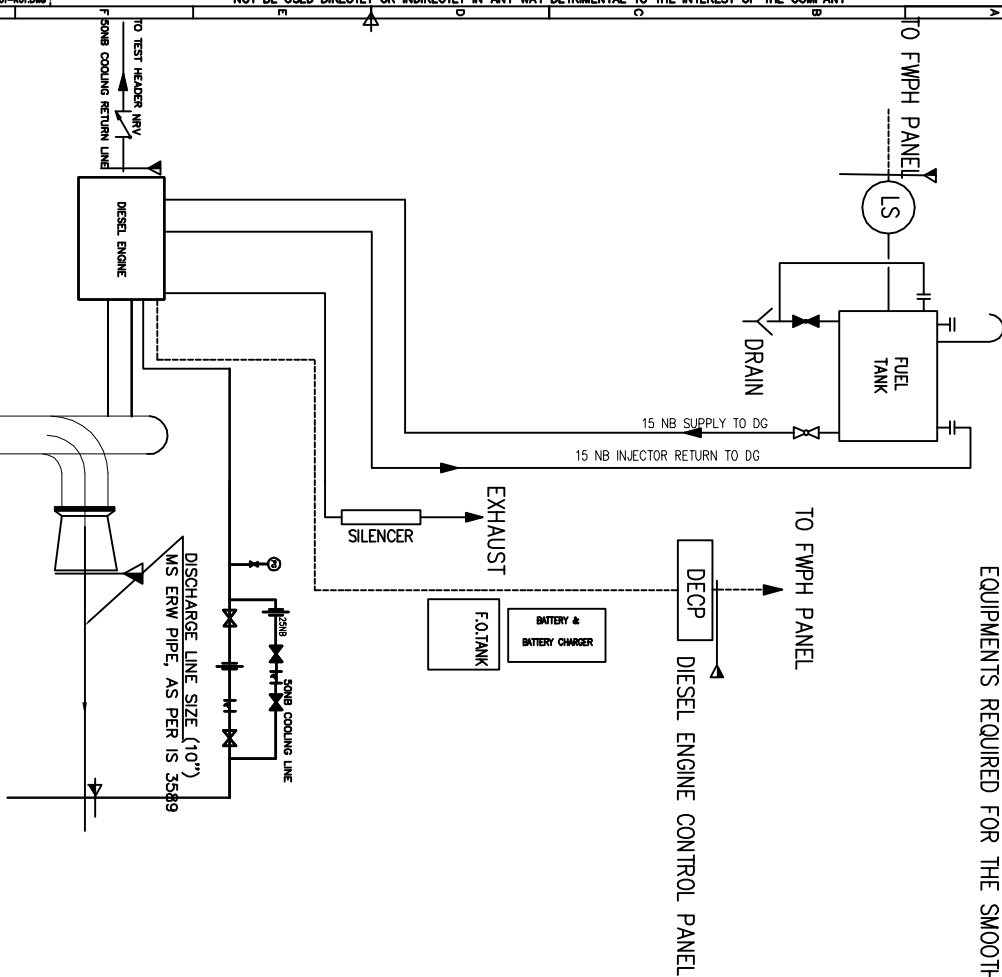 NOT BE USED DIRECTLY OR INDIRECTLY IN ANY WAY DETRIMENTAL TO THE INTEREST OF THE COMPANY
F
E
D
C
B
A
TO FWPH PANEL
LS
FUEL
TANK
DRAIN
15 NB SUPPLY TO DG
15 NB INJECTOR RETURN TO DG
TO TEST HEADER NRV
50NB COOLING RETURN LINE
DIESEL ENGINE
EXHAUST
SILENCER
TO FWPH PANEL
DECP
DIESEL ENGINE CONTROL PANEL
BATTERY &
BATTERY CHARGER
F.O.TANK
25NB
50NB COOLING LINE
DISCHARGE LINE SIZE (10")
MS ERW PIPE, AS PER IS 3589
EQUIPMENTS REQUIRED FOR THE